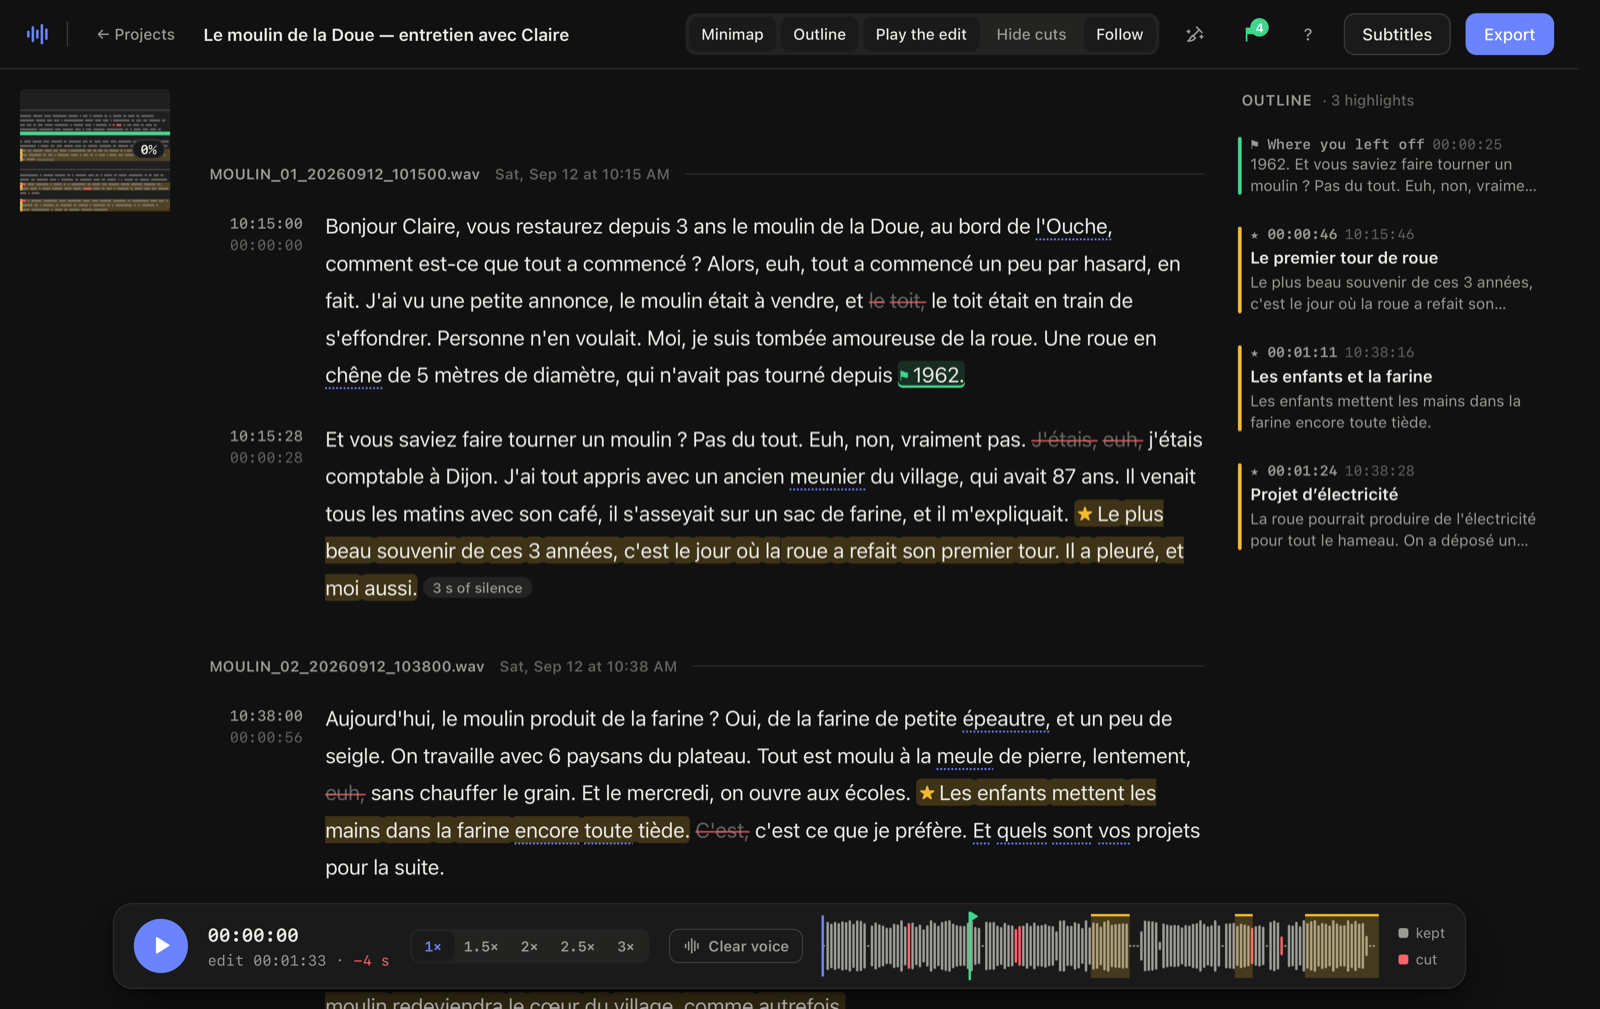 ← Projects
Le moulin de la Doue — entretien avec Claire
Minimap
Outline
Play the edit
Hide cuts
Follow
4
?
Subtitles
Export
0%
MOULIN_01_20260912_101500.wav Sat, Sep 12 at 10:15 AM
10:15:00
00:00:00
Bonjour Claire, vous restaurez depuis 3 ans le moulin de la Doue, au bord de l'Ouche,
comment est-ce que tout a commencé ? Alors, euh, tout a commencé un peu par hasard, en
fait. J'ai vu une petite annonce, le moulin était à vendre, et le toit, le toit était en train de
s'effondrer. Personne n'en voulait. Moi, je suis tombée amoureuse de la roue. Une roue en
chêne de 5 mètres de diamètre, qui n'avait pas tourné depuis 1962.
10:15:28
00:00:28
Et vous saviez faire tourner un moulin ? Pas du tout. Euh, non, vraiment pas. J'étais, euh, j'étais
comptable à Dijon. J'ai tout appris avec un ancien meunier du village, qui avait 87 ans. Il venait
tous les matins avec son café, il s'asseyait sur un sac de farine, et il m'expliquait. ★ Le plus
beau souvenir de ces 3 années, c'est le jour où la roue a refait son premier tour. Il a pleuré, et
moi aussi. 3 s of silence
MOULIN_02_20260912_103800.wav Sat, Sep 12 at 10:38 AM
10:38:00
00:00:56
Aujourd'hui, le moulin produit de la farine ? Oui, de la farine de petite épeautre, et un peu de
seigle. On travaille avec 6 paysans du plateau. Tout est moulu à la meule de pierre, lentement,
euh, sans chauffer le grain. Et le mercredi, on ouvre aux écoles. ★ Les enfants mettent les
mains dans la farine encore toute tiède. C'est, c'est ce que je préfère. Et quels sont vos projets
pour la suite.
moulin redeviendra le cœur du village, comme autrefois.
OUTLINE · 3 highlights
⚑ Where you left off 00:00:25
1962. Et vous saviez faire tourner un
moulin ? Pas du tout. Euh, non, vraime...
★ 00:00:46 10:15:46
Le premier tour de roue
Le plus beau souvenir de ces 3 années,
c'est le jour où la roue a refait son...
★ 00:01:11 10:38:16
Les enfants et la farine
Les enfants mettent les mains dans la
farine encore toute tiède.
★ 00:01:24 10:38:28
Projet d’électricité
La roue pourrait produire de l'électricité
pour tout le hameau. On a déposé un...
00:00:00
edit 00:01:33 · −4 s
1×
1.5×
2×
2.5×
3×
Clear voice
kept
cut